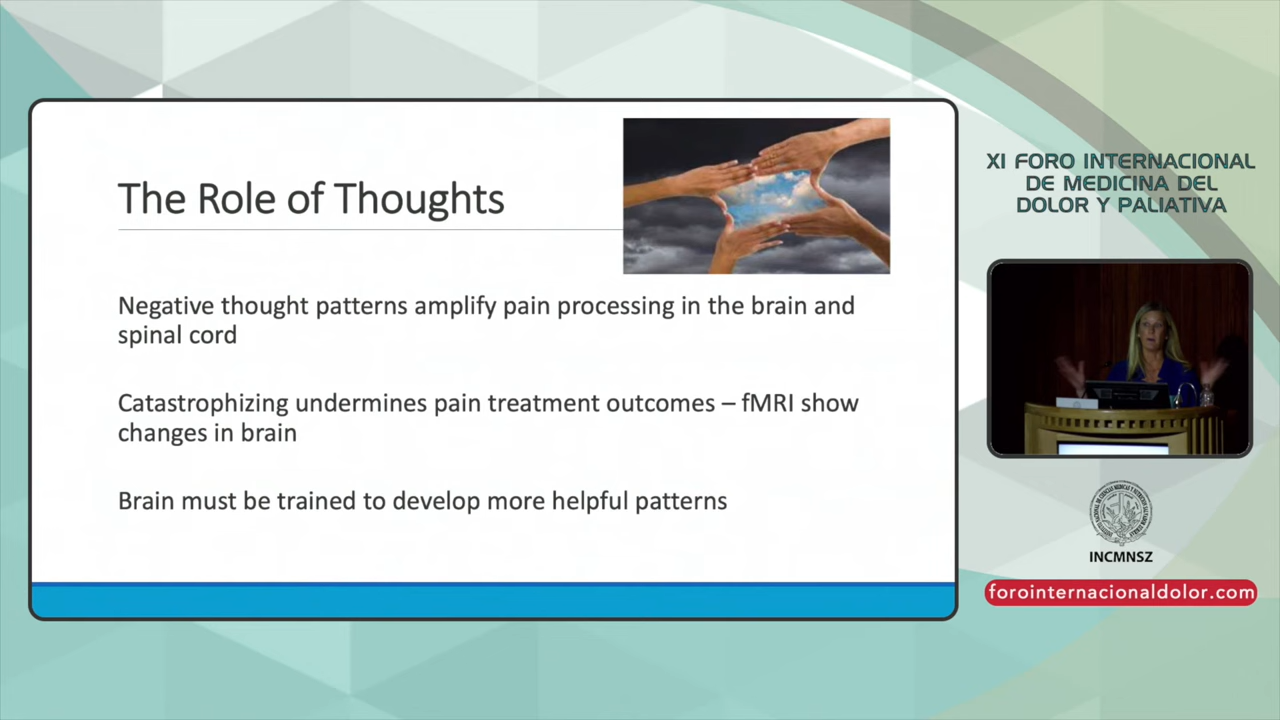 The Role of Thoughts
Negative thought patterns amplify pain processing in the brain and
spinal cord
Catastrophizing undermines pain treatment outcomes – fMRI show
changes in brain
Brain must be trained to develop more helpful patterns
XI FORO INTERNACIONAL
DE MEDICINA DEL
DOLOR Y PALIATIVA
INCMNSZ
forointernacionaldolor.com